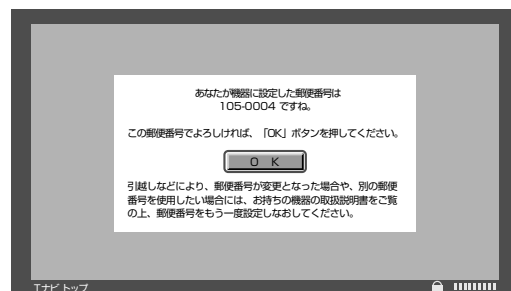 あなたが機器に設定した郵便番号は
105-0004 ですね。
この郵便番号でよろしければ、「OK」ボタンを押してください。
OK
引越しなどにより、郵便番号が変更となった場合や、別の郵便
番号を使用したい場合には、お持ちの機器の取扱説明書をご覧
の上、郵便番号をもう一度設定しなおしてください。
Tナビ トップ